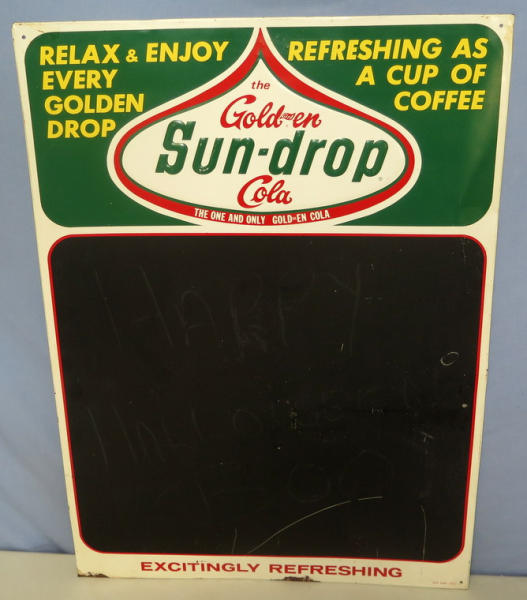 RELAX & ENJOY
EVERY
GOLDEN
DROP
REFRESHING AS
A CUP OF
COFFEE
the
Gold-en
Sun-drop
Cola
THE ONE AND ONLY GOLD-EN COLA
HAPPY
EXCITINGLY REFRESHING